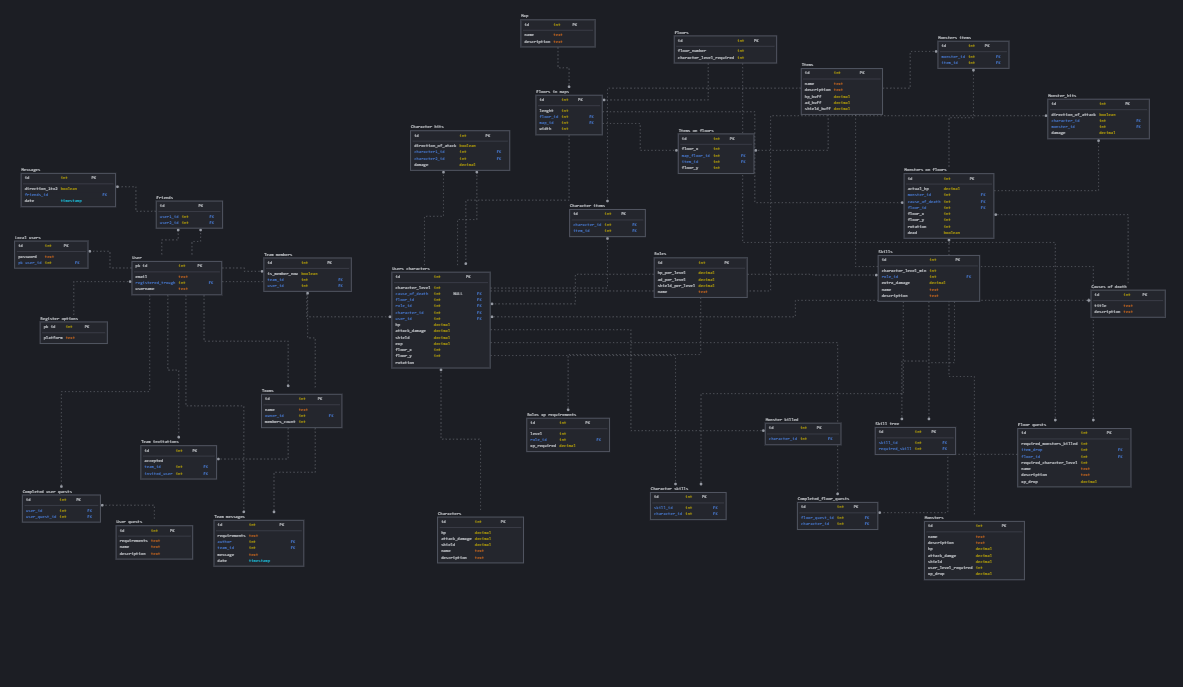 Map
id int PK
name text
description text
Floors
id int PK
floor_number int
character_level_required int
Monsters items
id int PK
monster_id int FK
item_id int FK
Items
id int PK
name text
description text
hp_buff decimal
ad_buff decimal
shield_buff decimal
Floors to maps
id int PK
lenght int
floor_id int FK
map_id int FK
width int
Monster_hits
id int PK
direction_of_attack boolean
character_id int FK
monster_id int FK
damage decimal
Character hits
id int PK
direction_of_atack boolean
character1_id int FK
character2_id int FK
damage decimal
Items on floors
id int PK
floor_x int
map_floor_id int FK
item_id int FK
floor_y int
Messages
id int PK
direction_1to2 boolean
friends_id FK
date timestamp
Monsters on floors
id int PK
actual_hp decimal
monster_id int FK
cause_of_death int FK
floor_id int FK
floor_x int
floor_y int
rotation int
dead boolean
Friends
id int PK
user1_id int FK
user2_id int FK
Character items
id int PK
character_id int FK
item_id int FK
Local users
id int PK
password text
pk user_id int FK
User
pk id int PK
email text
registered_trough int FK
username text
Team members
id int PK
is_member_now boolean
team_id int FK
user_id int FK
Roles
id int PK
hp_per_level decimal
ad_per_level decimal
shield_per_level decimal
name text
Skills
id int PK
character_level_min int
role_id int FK
extra_damage decimal
name text
description text
Users characters
id int PK
character_level int
cause_of_death int NULL FK
floor_id int FK
role_id int FK
character_id int FK
user_id int FK
hp decimal
attack_damage decimal
shield decimal
exp decimal
floor_x int
floor_y int
rotation
Causes of death
id int PK
title text
description text
Register options
pk id int PK
platform text
Teams
id int PK
name text
owner_id int FK
members_count int
Roles xp requirements
id int PK
level int
role_id int FK
xp_required decimal
Monster killed
id int PK
character_id int FK
Skill tree
id int PK
skill_id int FK
required_skill int FK
Floor quests
id int PK
required_monsters_killed int
item_drop int FK
floor_id int FK
required_character_level int
name text
description text
xp_drop decimal
Team invitations
id int PK
accepted
team_id int FK
invited_user int FK
Completed user quests
id int PK
user_id int FK
user_quest_id int FK
Character skills
id int PK
skill_id int FK
character_id int FK
Completed_floor_quests
id int PK
floor_quest_id int FK
character_id int FK
User quests
id int PK
requirements text
name text
description text
Team messages
id int PK
requirements text
author int FK
team_id int FK
message text
date timestamp
Characters
id int PK
hp decimal
attack_damage decimal
shield decimal
name text
description text
Monsters
id int PK
name text
description text
hp decimal
attack_damge decimal
shield decimal
user_level_required int
xp_drop decimal